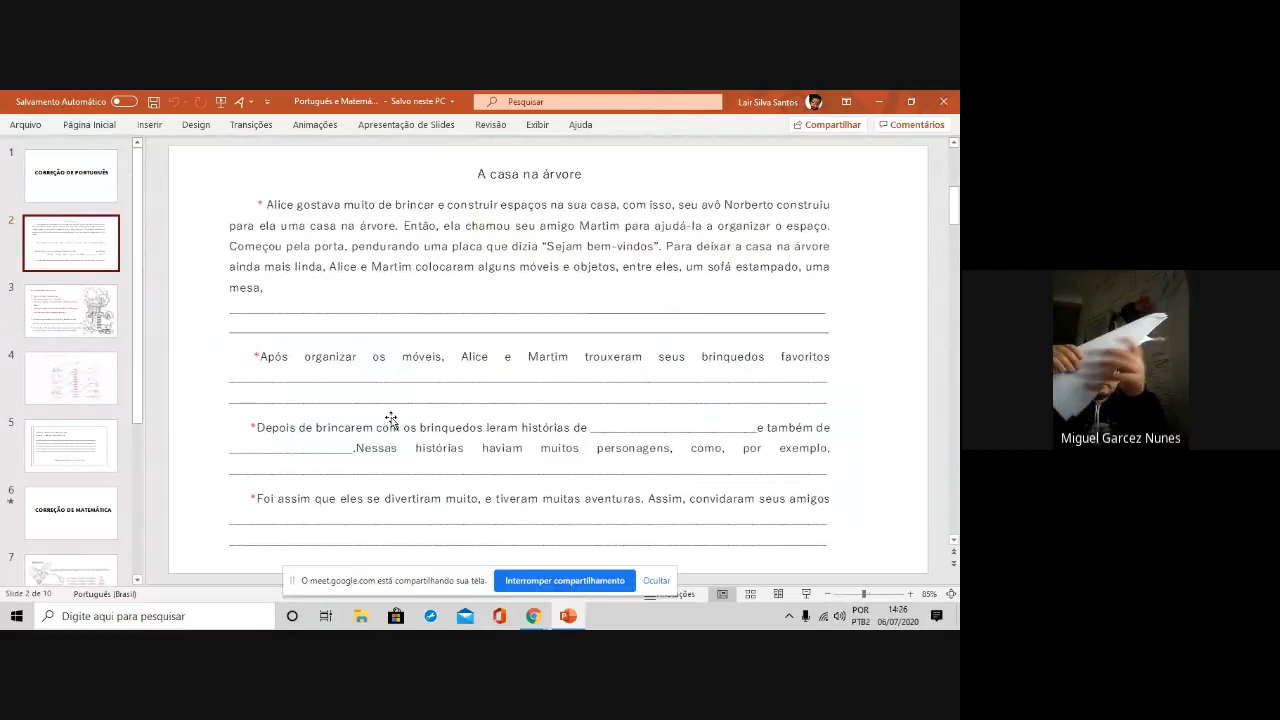 Salvamento Automático
Português e Matemá... - Salvo neste PC
Pesquisar
Lair Silva Santos
Arquivo Página Inicial Inserir Design Transições Animações Apresentação de Slides Revisão Exibir Ajuda Compartilhar Comentários
1
CORREÇÃO DE PORTUGUÊS
2
3
4
5
6
CORREÇÃO DE MATEMÁTICA
7
A casa na árvore
* Alice gostava muito de brincar e construir espaços na sua casa, com isso, seu avô Norberto construiu
para ela uma casa na árvore. Então, ela chamou seu amigo Martim para ajudá-la a organizar o espaço.
Começou pela porta, pendurando uma placa que dizia “Sejam bem-vindos”. Para deixar a casa na árvore
ainda mais linda, Alice e Martim colocaram alguns móveis e objetos, entre eles, um sofá estampado, uma
mesa,
*Após organizar os móveis, Alice e Martim trouxeram seus brinquedos favoritos
*Depois de brincarem com os brinquedos leram histórias de ______________________e também de
________________.Nessas histórias haviam muitos personagens, como, por exemplo,
*Foi assim que eles se divertiram muito, e tiveram muitas aventuras. Assim, convidaram seus amigos
O meet.google.com está compartilhando sua tela. Interromper compartilhamento Ocultar
Slide 2 de 10 Português (Brasil) 85%
Digite aqui para pesquisar
POR
PTB2
14:26
06/07/2020
Miguel Garcez Nunes